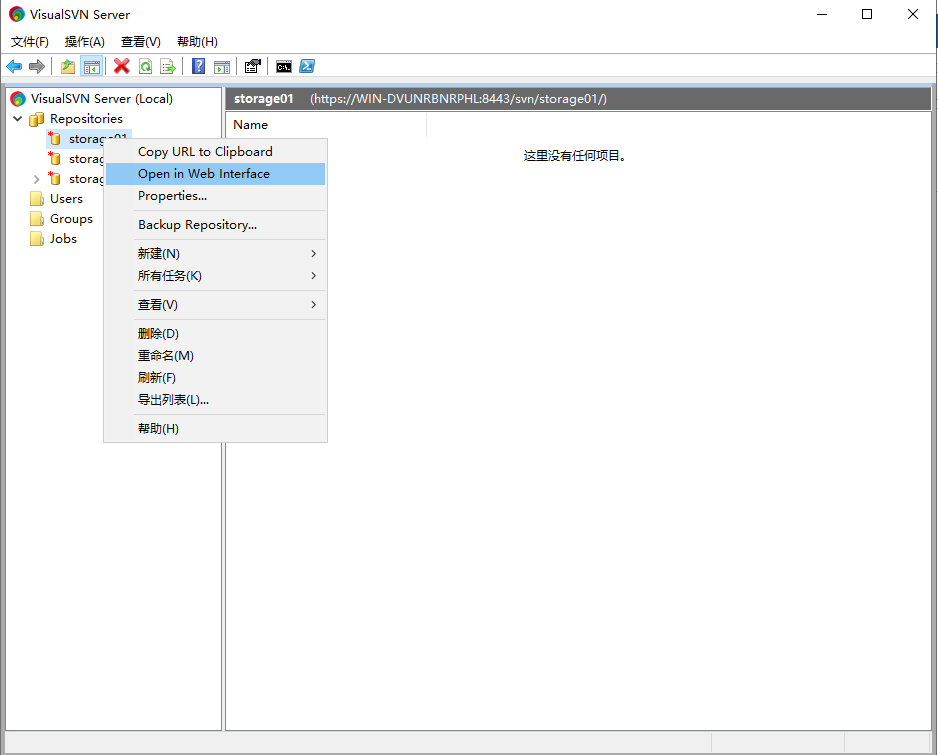 VisualSVN Server
文件(F) 操作(A) 查看(V) 帮助(H)
VisualSVN Server (Local)
Repositories
storage01
storag
storag
Users
Groups
Jobs
storage01 (https://WIN-DVUNRBNRPHL:8443/svn/storage01/)
Name
这里没有任何项目。
Copy URL to Clipboard
Open in Web Interface
Properties...
Backup Repository...
新建(N)
所有任务(K)
查看(V)
删除(D)
重命名(M)
刷新(F)
导出列表(L)...
帮助(H)